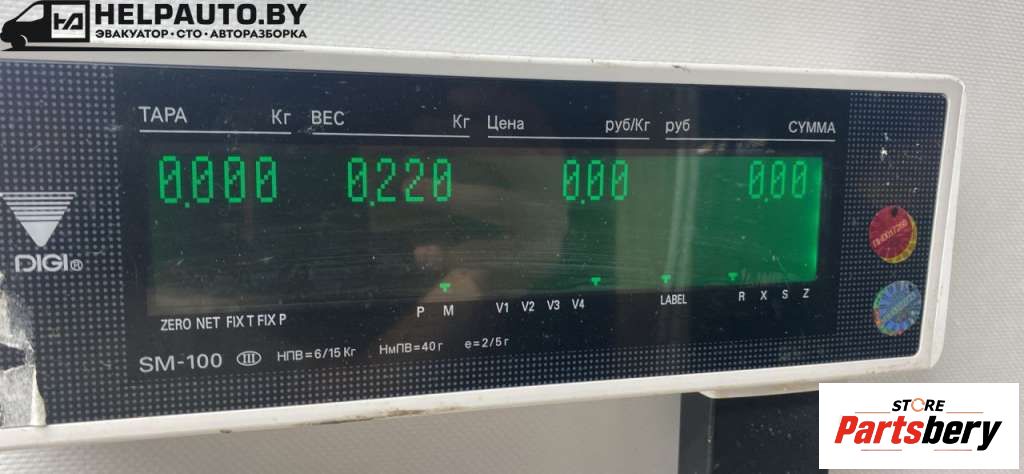 HELPAUTO.BY
ЭВАКУАТОР • СТО • АВТОРАЗБОРКА
ТАРА Кг ВЕС Кг Цена руб/Кг руб СУММА
0.000 0.220 0.00 0.00
DIGI®
P M V1 V2 V3 V4 LABEL R X S Z
ZERO NET FIX T FIX P
SM-100 III НПВ=6/15 Кг НмПВ=40 г e=2/5 г
STORE
Partsbery